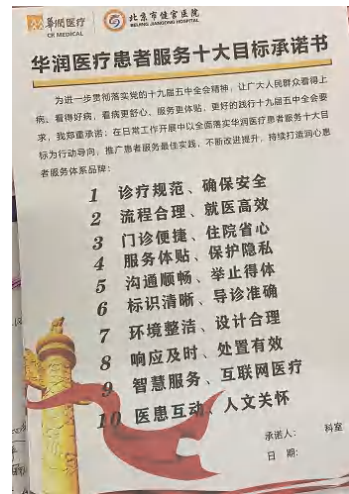 华润医疗 北京市健宫医院
CR MEDICAL HOSPITAL BEIJING JIANGONG HOSPITAL
华润医疗患者服务十大目标承诺书
为进一步贯彻落实党的十九届五中全会精神，让广大人民群众看得上
病、看得好病，看病更舒心、服务更体贴，更好的践行十九届五中全会要
求，我郑重承诺：在日常工作开展中以全面落实华润医疗患者服务十大目
标为行动导向，推广患者服务最佳实践，不断改进提升，持续打造润心患
者服务体系品牌：
1 诊疗规范、确保安全
2 流程合理、就医高效
3 门诊便捷、住院省心
4 服务体贴、保护隐私
5 沟通顺畅、举止得体
6 标识清晰、导诊准确
7 环境整洁、设计合理
8 响应及时、处置有效
9 智慧服务、互联网医疗
10 医患互动、人文关怀
承诺人： 科室
日 期：